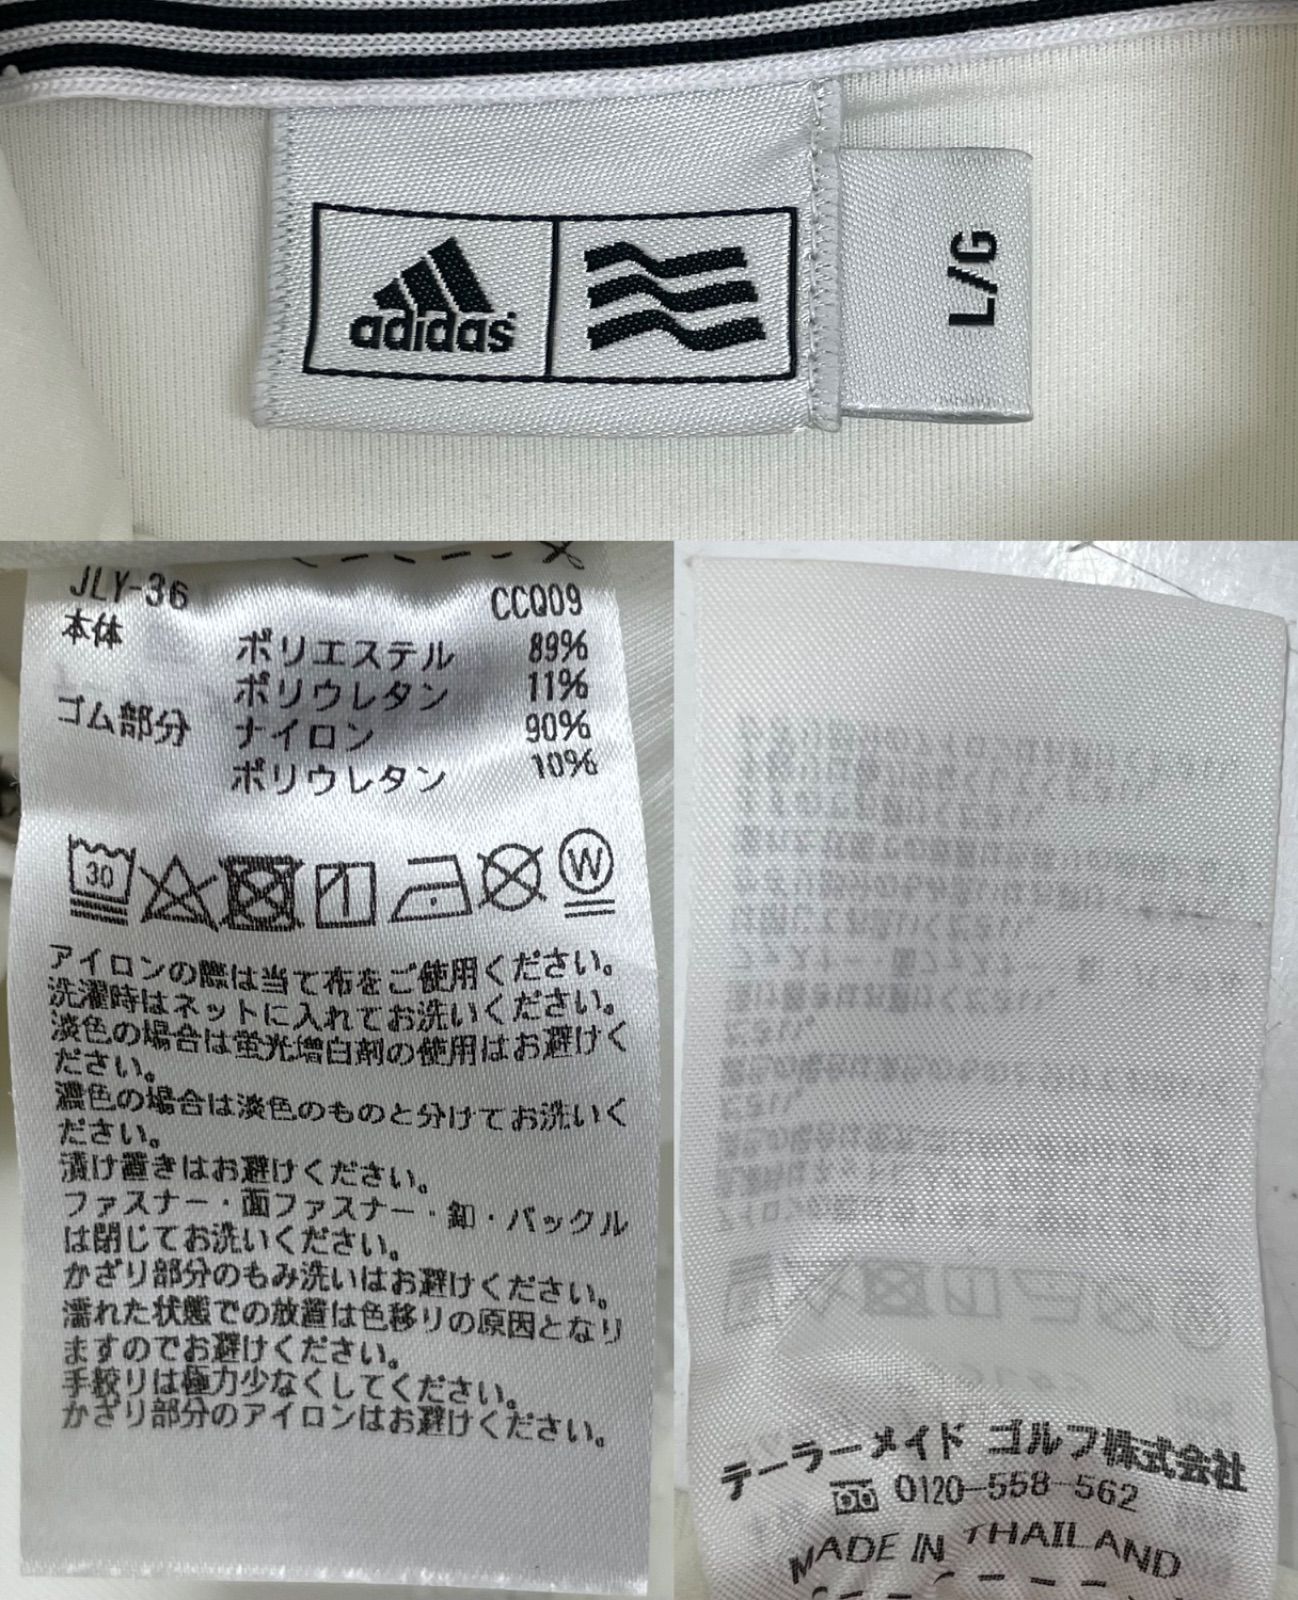 adidas
L/G
JLY-36 CCQ09
本体 ポリエステル 89%
ポリウレタン 11%
ゴム部分 ナイロン 90%
ポリウレタン 10%
30
W
アイロンの際は当て布をご使用ください。
洗濯時はネットに入れてお洗いください。
淡色の場合は蛍光増白剤の使用はお避けく
ださい。
濃色の場合は淡色のものと分けてお洗いく
ださい。
漬け置きはお避けください。
ファスナー・面ファスナー・釦・バックル
は閉じてお洗いください。
かざり部分のもみ洗いはお避けください。
濡れた状態での放置は色移りの原因となり
ますのでお避けください。
手絞りは極力少なくしてください。
かざり部分のアイロンはお避けください。
テーラーメイド ゴルフ株式会社
0120-558-562
MADE IN THAILAND